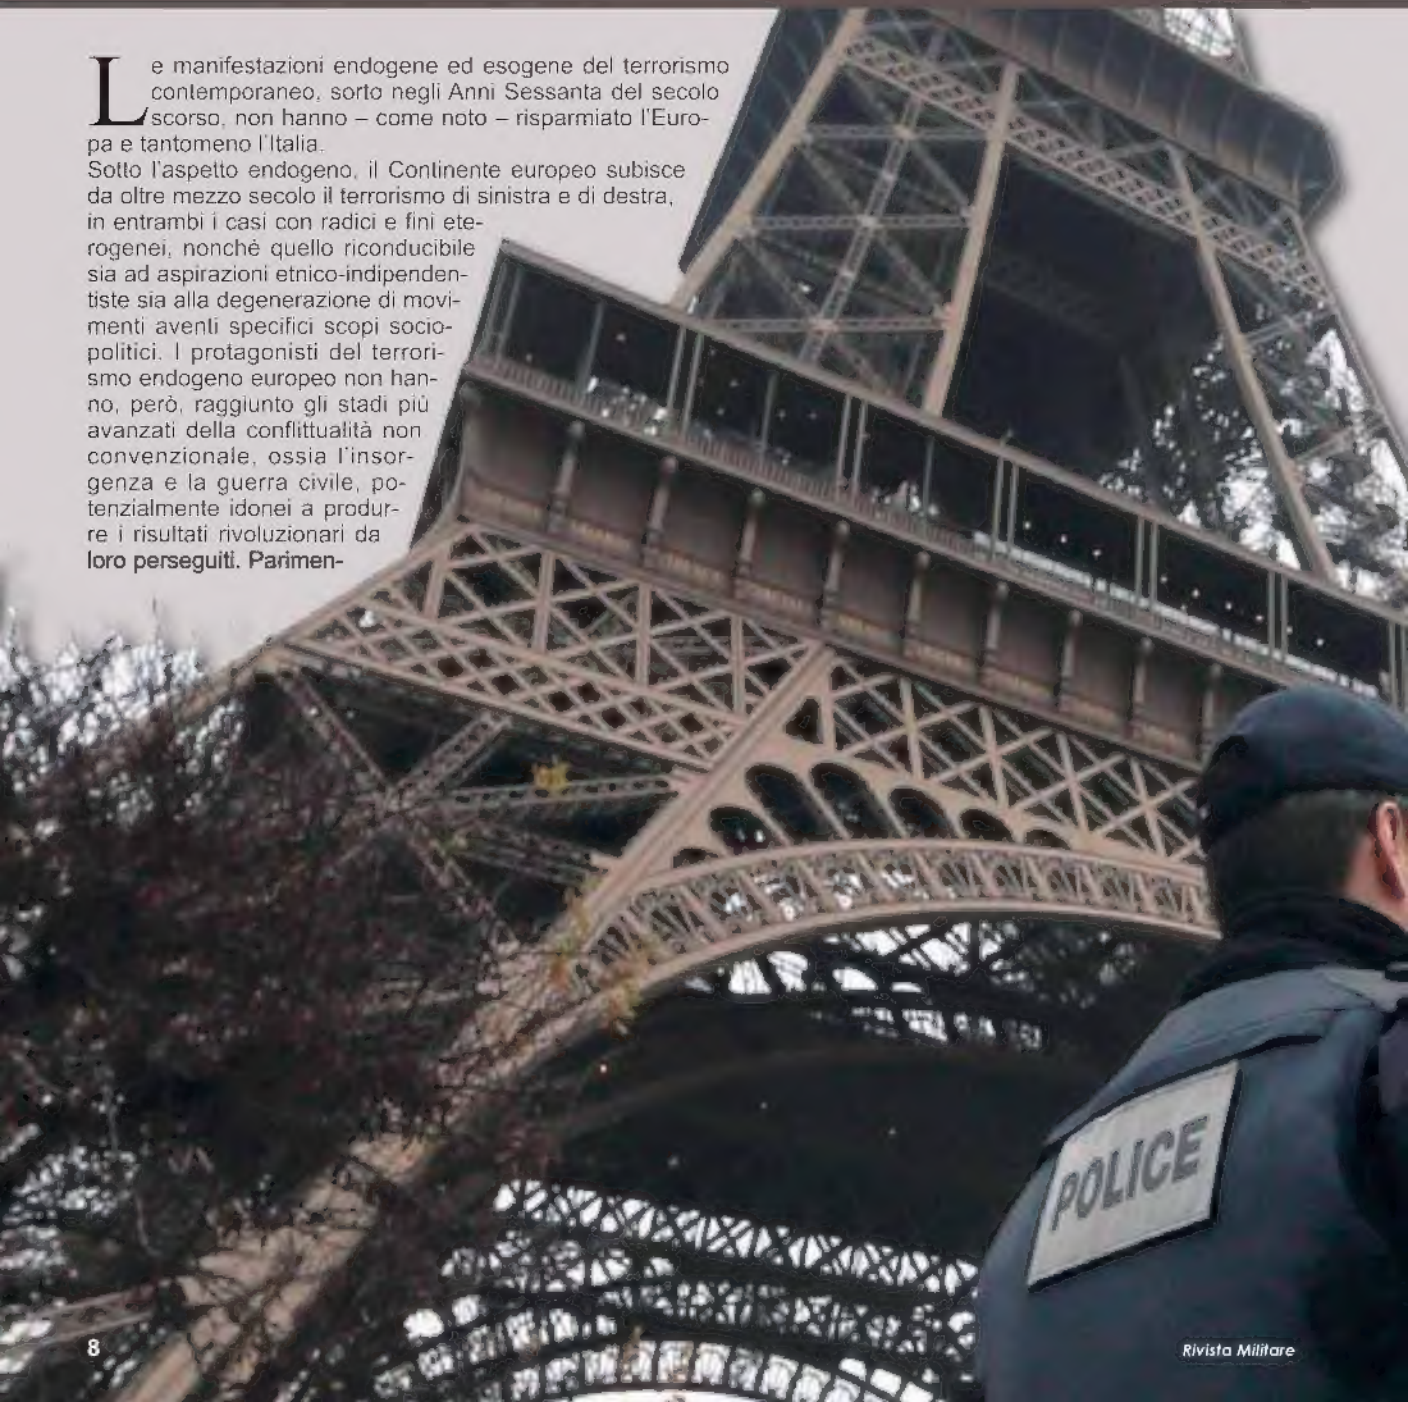 Le manifestazioni endogene ed esogene del terrorismo
contemporaneo, sorto negli Anni Sessanta del secolo
scorso, non hanno – come noto – risparmiato l'Euro-
pa e tantomeno l'Italia.
Sotto l'aspetto endogeno, il Continente europeo subisce
da oltre mezzo secolo il terrorismo di sinistra e di destra,
in entrambi i casi con radici e fini ete-
rogenei, nonché quello riconducibile
sia ad aspirazioni etnico-indipenden-
tiste sia alla degenerazione di movi-
menti aventi specifici scopi socio-
politici. I protagonisti del terrori-
smo endogeno europeo non han-
no, però, raggiunto gli stadi più
avanzati della conflittualità non
convenzionale, ossia l'insor-
genza e la guerra civile, po-
tenzialmente idonei a produr-
re i risultati rivoluzionari da
loro perseguiti. Parimen-
POLICE
8
Rivista Militare